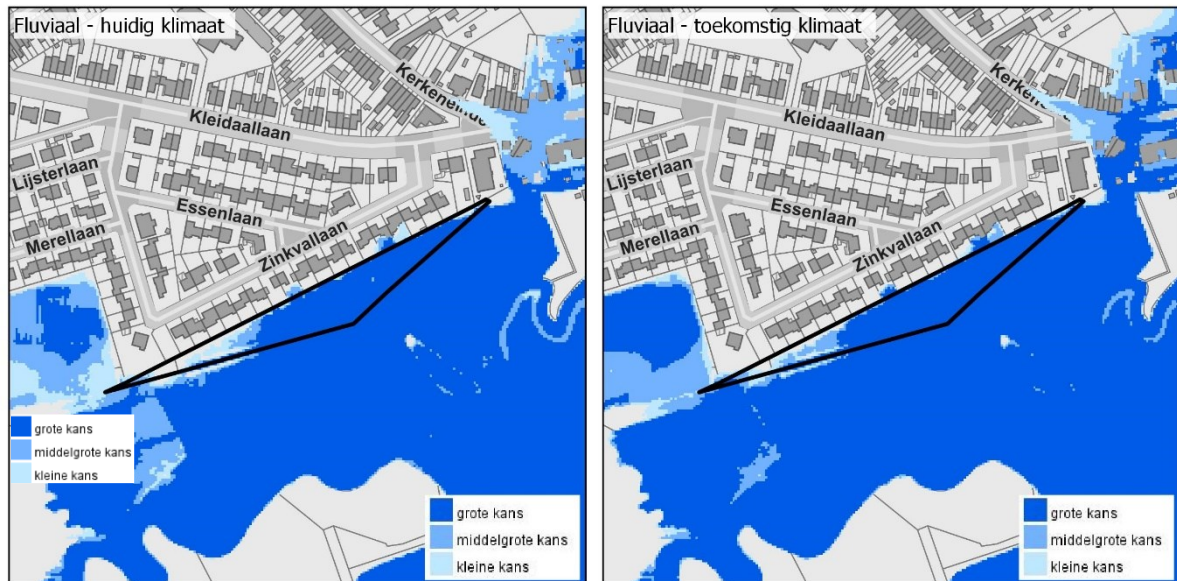 Fluviaal - huidig klimaat
Kerkeneinde
Kleidaallaan
Lijsterlaan
Essenlaan
Merellaan
Zinkvallaan
grote kans
middelgrote kans
kleine kans
grote kans
middelgrote kans
kleine kans
Fluviaal - toekomstig klimaat
Kleidaallaan
Lijsterlaan
Essenlaan
Merellaan
Zinkvallaan
grote kans
middelgrote kans
kleine kans